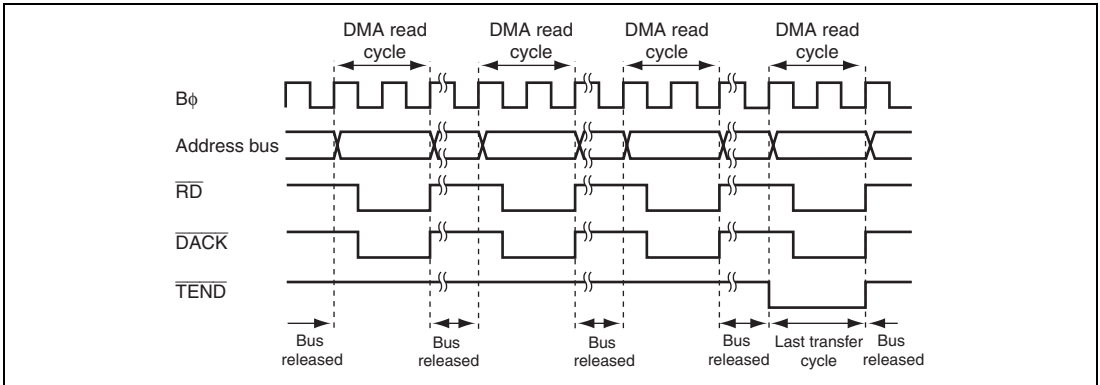 DMA read cycle
DMA read cycle
DMA read cycle
DMA read cycle
Bϕ
Address bus
RD
DACK
TEND
Bus released
Bus released
Bus released
Bus released
Last transfer cycle
Bus released